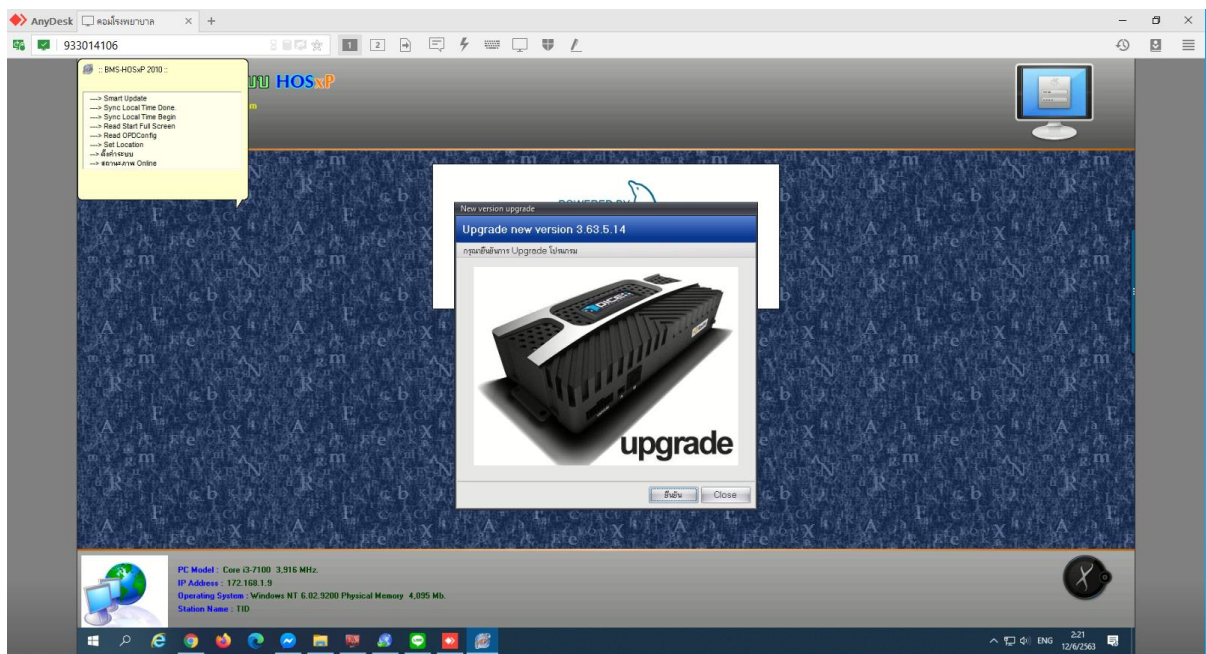 AnyDesk
คอมโรงพยาบาล
933014106
1
2
:: BMS-HOSxP 2010 ::
---> Smart Update
---> Sync Local Time Done.
---> Sync Local Time Begin
---> Read Start Full Screen
---> Read OPDConfig
---> Set Location
---> ตั้งค่าระบบ
---> สถานะภาพ Online
HOSxP
POWERED BY
New version upgrade
Upgrade new version 3.63.5.14
กรุณายืนยันการ Upgrade โปรแกรม
upgrade
ยืนยัน
Close
PC Model : Core i3-7100 3,916 MHz.
IP Address : 172.168.1.9
Operating System : Windows NT 6.02.9200 Physical Memory 4,095 Mb.
Station Name : TID
ENG
2:21
12/6/2563